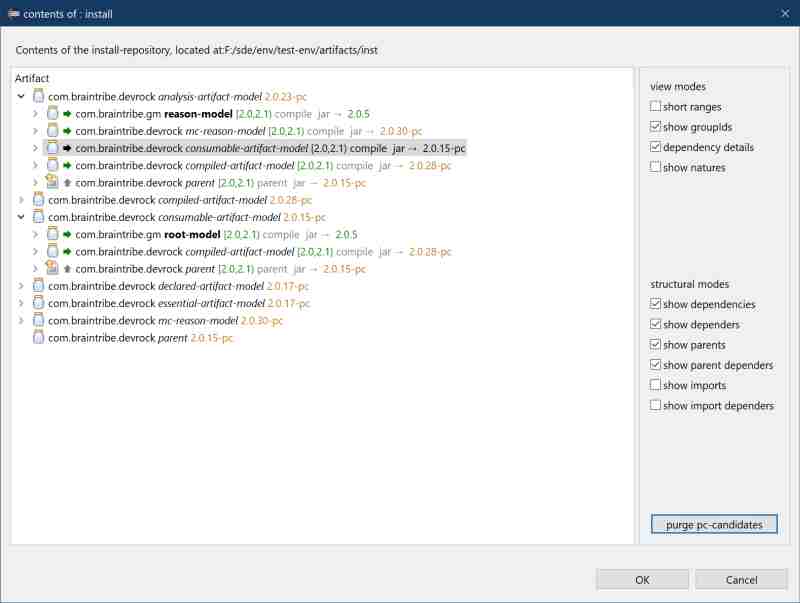 contents of : install
Contents of the install-repository, located at:F:/sde/env/test-env/artifacts/inst
Artifact
com.braintribe.devrock analysis-artifact-model 2.0.23-pc
com.braintribe.gm reason-model [2.0,2.1) compile jar → 2.0.5
com.braintribe.devrock mc-reason-model [2.0,2.1) compile jar → 2.0.30-pc
com.braintribe.devrock consumable-artifact-model [2.0,2.1) compile jar → 2.0.15-pc
com.braintribe.devrock compiled-artifact-model [2.0,2.1) compile jar → 2.0.28-pc
com.braintribe.devrock parent [2.0,2.1) parent jar → 2.0.15-pc
com.braintribe.devrock compiled-artifact-model 2.0.28-pc
com.braintribe.devrock consumable-artifact-model 2.0.15-pc
com.braintribe.gm root-model [2.0,2.1) compile jar → 2.0.5
com.braintribe.devrock compiled-artifact-model [2.0,2.1) compile jar → 2.0.28-pc
com.braintribe.devrock parent [2.0,2.1) parent jar → 2.0.15-pc
com.braintribe.devrock declared-artifact-model 2.0.17-pc
com.braintribe.devrock essential-artifact-model 2.0.17-pc
com.braintribe.devrock mc-reason-model 2.0.30-pc
com.braintribe.devrock parent 2.0.15-pc
view modes
short ranges
show groupIds
dependency details
show natures
structural modes
show dependencies
show dependers
show parents
show parent dependers
show imports
show import dependers
purge pc-candidates
OK
Cancel